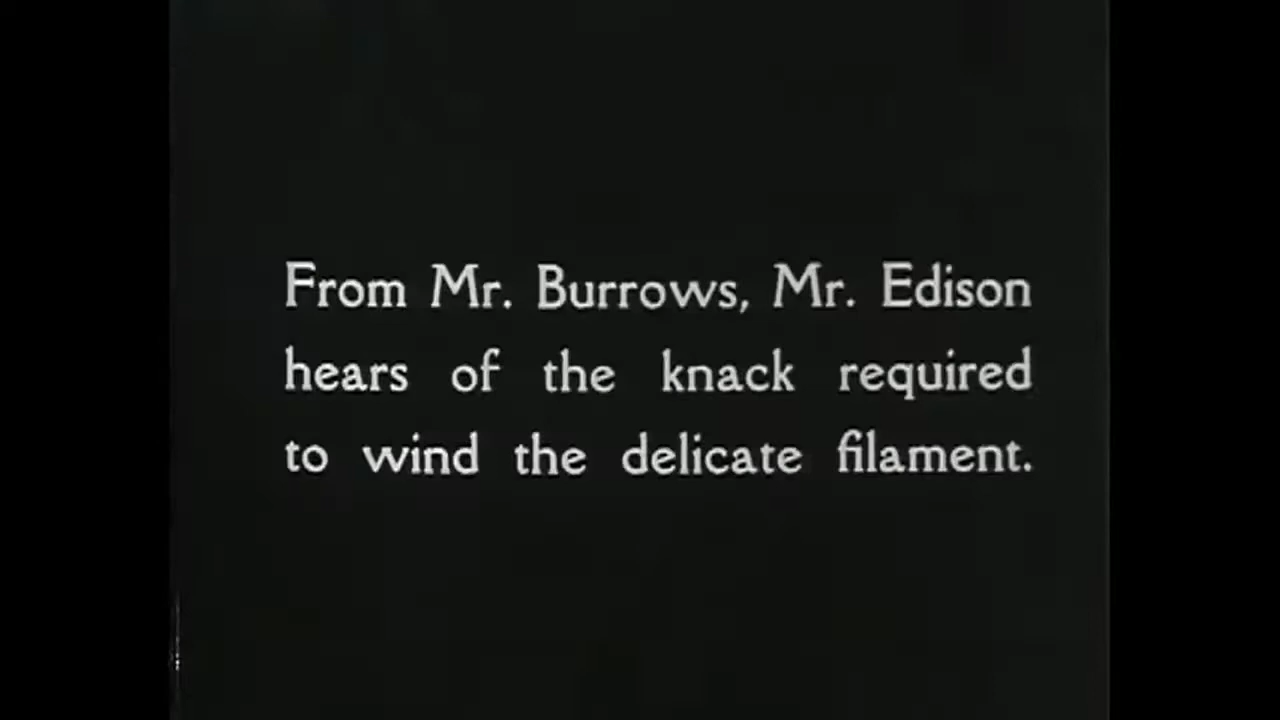 From Mr. Burrows, Mr. Edison
hears of the knack required
to wind the delicate filament.